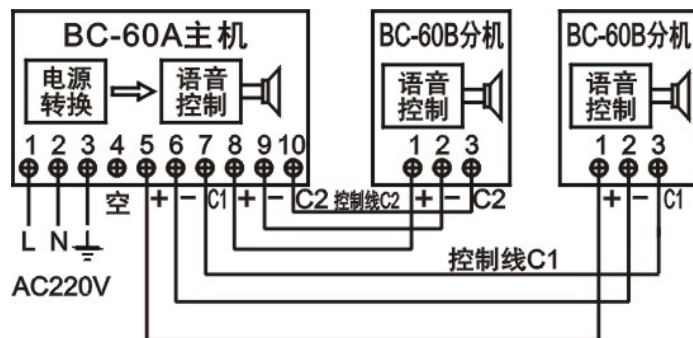 BC-60A主机
BC-60B分机
BC-60B分机
电源
转换
语音
控制
语音
控制
语音
控制
1 2 3 4 5 6 7 8 9 10
1 2 3
1 2 3
空 + − C1 + − C2 控制线C2 + − C2
+ − C1
L N
控制线C1
AC220V